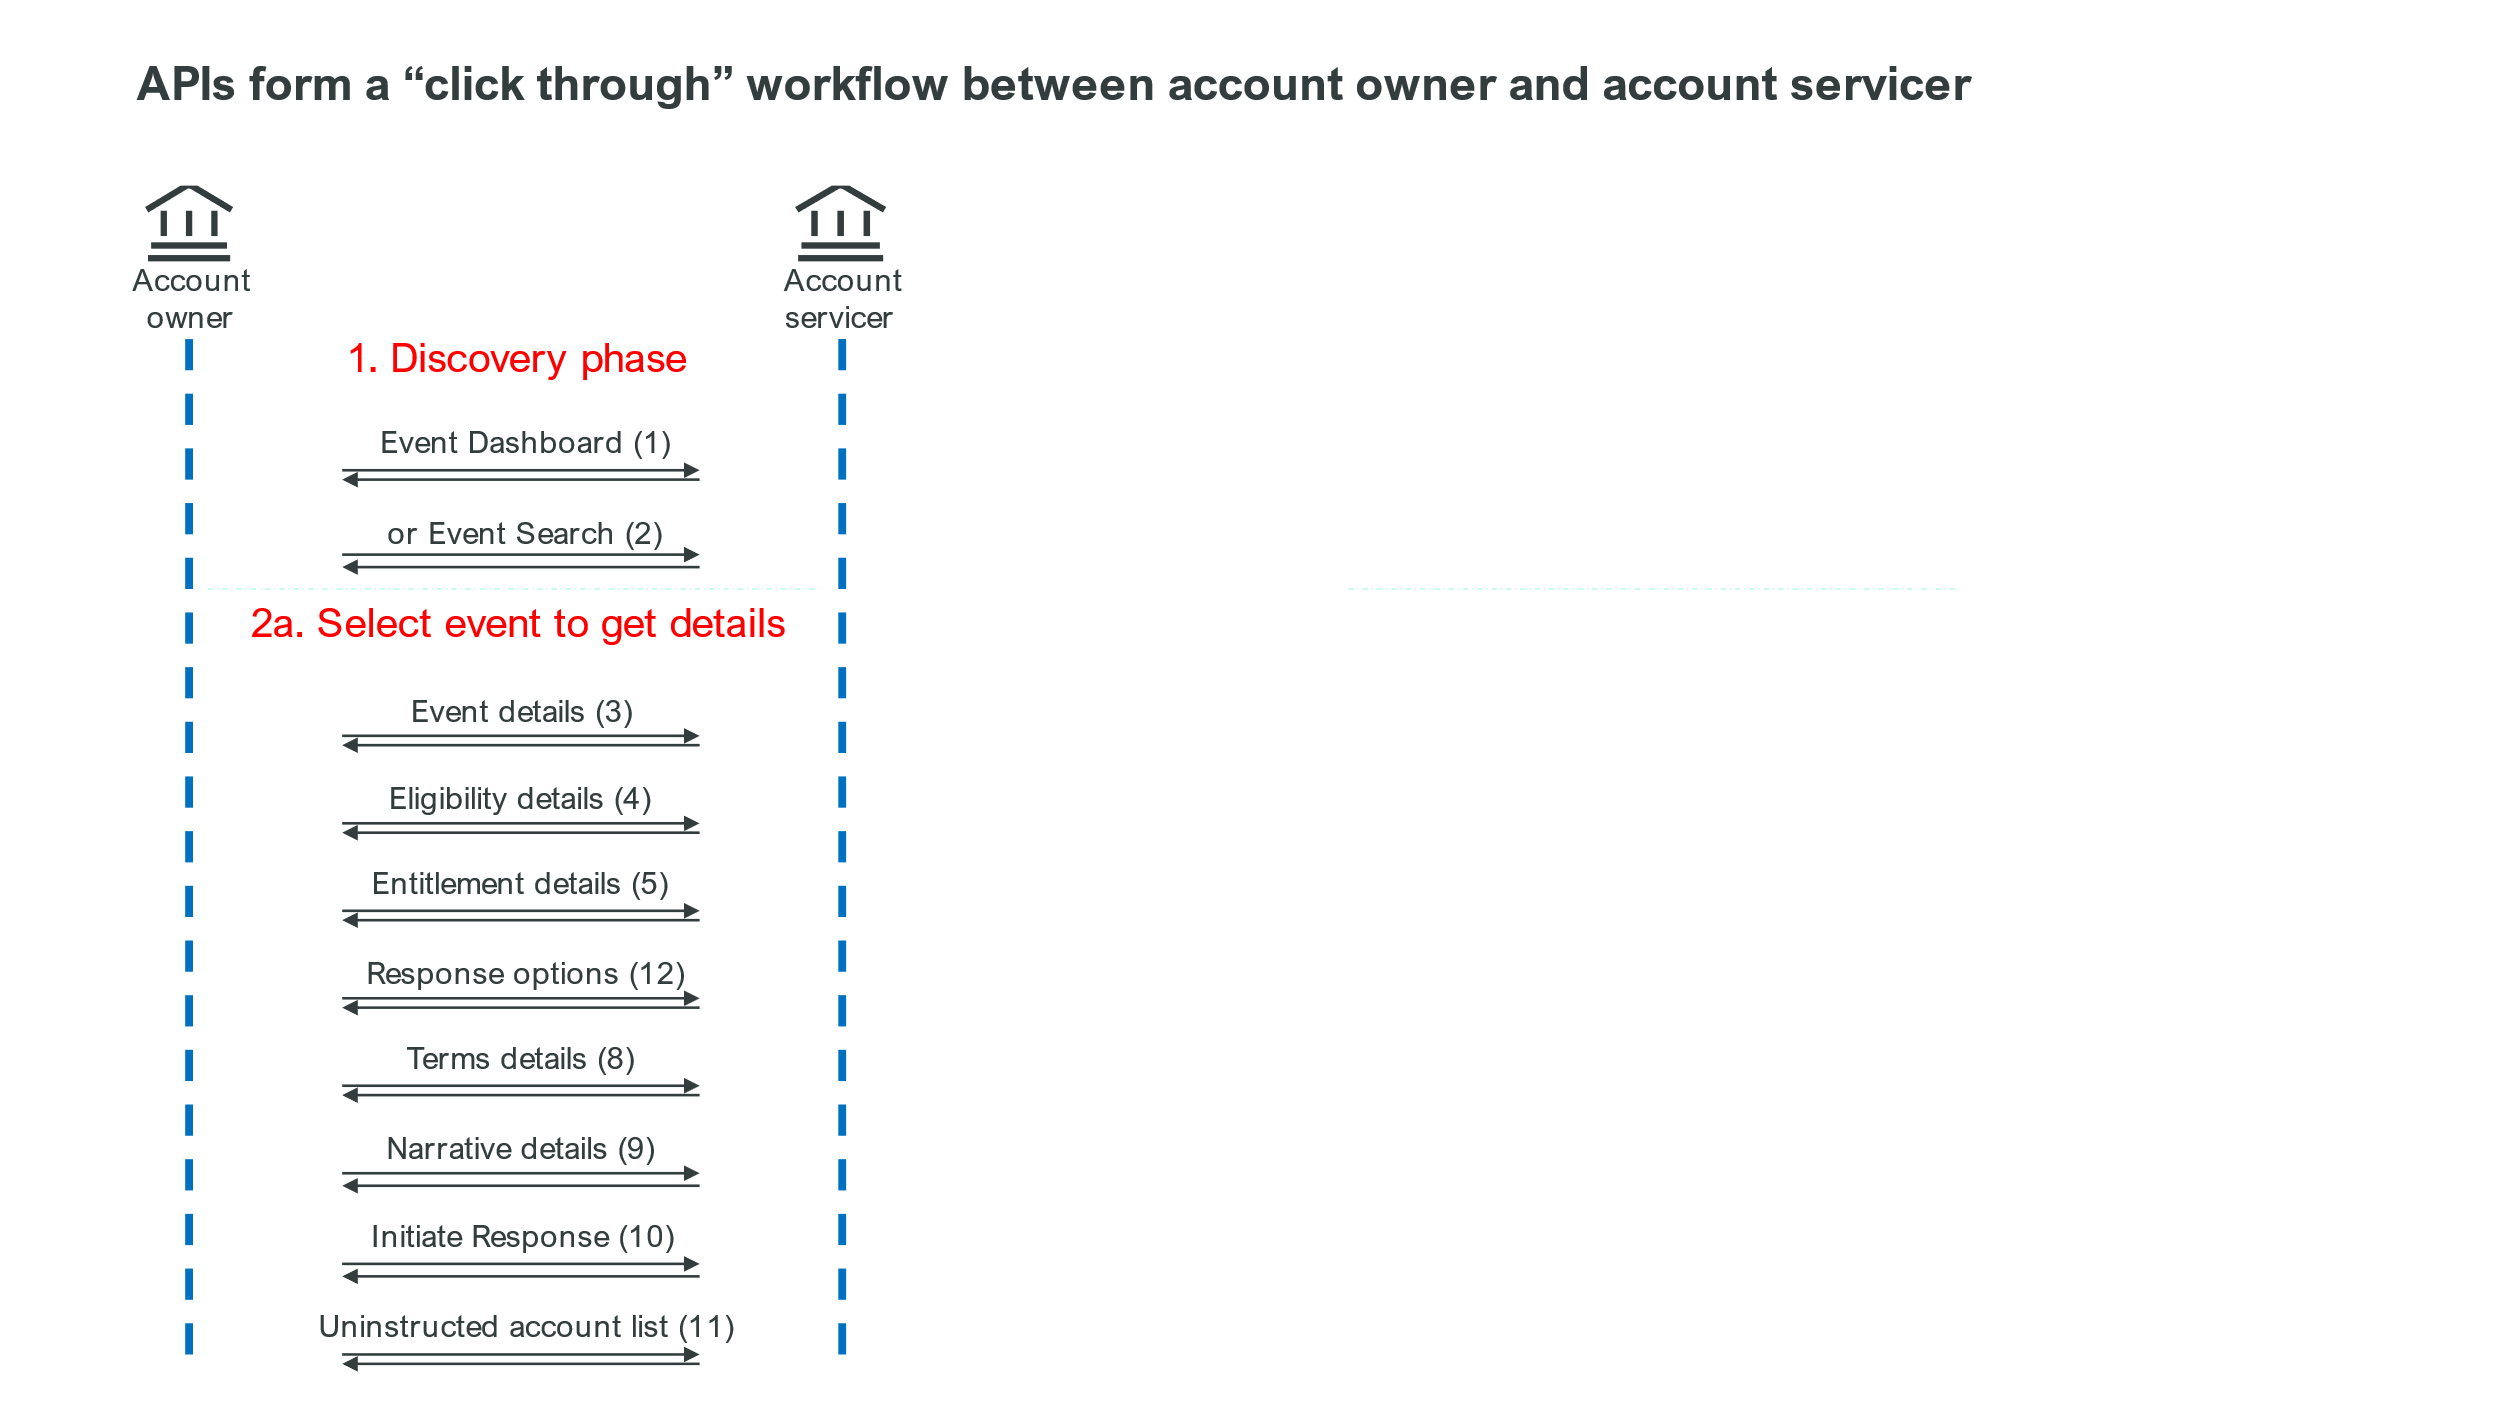 APIs form a “click through” workflow between account owner and account servicer
Account
owner
Account
servicer
1. Discovery phase
Event Dashboard (1)
or Event Search (2)
2a. Select event to get details
Event details (3)
Eligibility details (4)
Entitlement details (5)
Response options (12)
Terms details (8)
Narrative details (9)
Initiate Response (10)
Uninstructed account list (11)